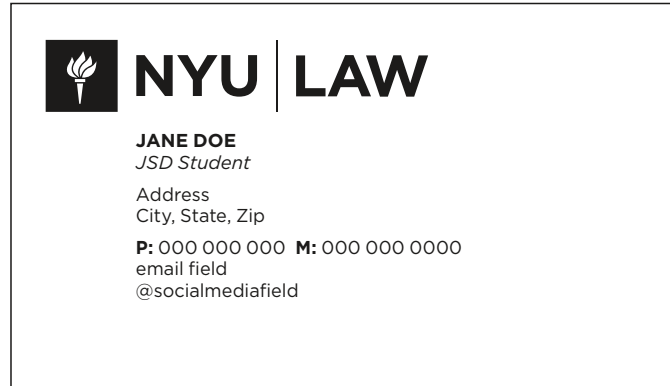 NYU LAW
JANE DOE
JSD Student
Address
City, State, Zip
P: 000 000 000 M: 000 000 0000
email field
@socialmediafield